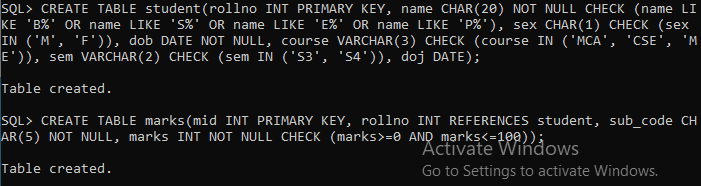 SQL> CREATE TABLE student(rollno INT PRIMARY KEY, name CHAR(20) NOT NULL CHECK (name LI
KE 'B%' OR name LIKE 'S%' OR name LIKE 'E%' OR name LIKE 'P%'), sex CHAR(1) CHECK (sex
IN ('M', 'F')), dob DATE NOT NULL, course VARCHAR(3) CHECK (course IN ('MCA', 'CSE', 'M
E')), sem VARCHAR(2) CHECK (sem IN ('S3', 'S4')), doj DATE);
Table created.
SQL> CREATE TABLE marks(mid INT PRIMARY KEY, rollno INT REFERENCES student, sub_code CH
AR(5) NOT NULL, marks INT NOT NULL CHECK (marks>=0 AND marks<=100));
Table created.
Activate Windows
Go to Settings to activate Windows.